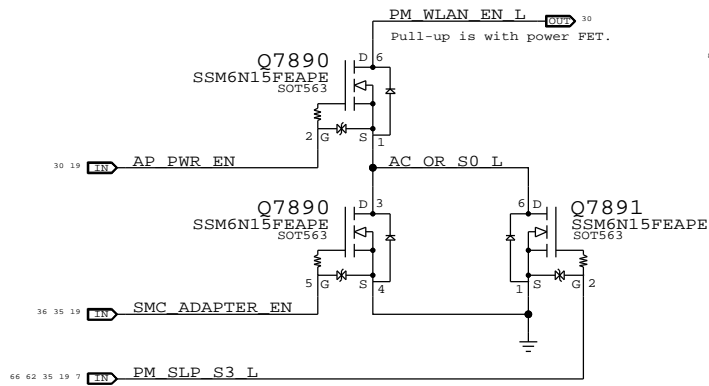 PM_WLAN_EN_L OUT 30
Pull-up is with power FET.
Q7890
SSM6N15FEAPE
SOT563
D 6
2 G S 1
30 19 IN AP_PWR_EN
AC_OR_S0_L
Q7890
SSM6N15FEAPE
SOT563
D 3
5 G S 4
6 D
Q7891
SSM6N15FEAPE
SOT563
1 S G 2
36 35 19 IN SMC_ADAPTER_EN
66 62 35 19 7 IN PM_SLP_S3_L